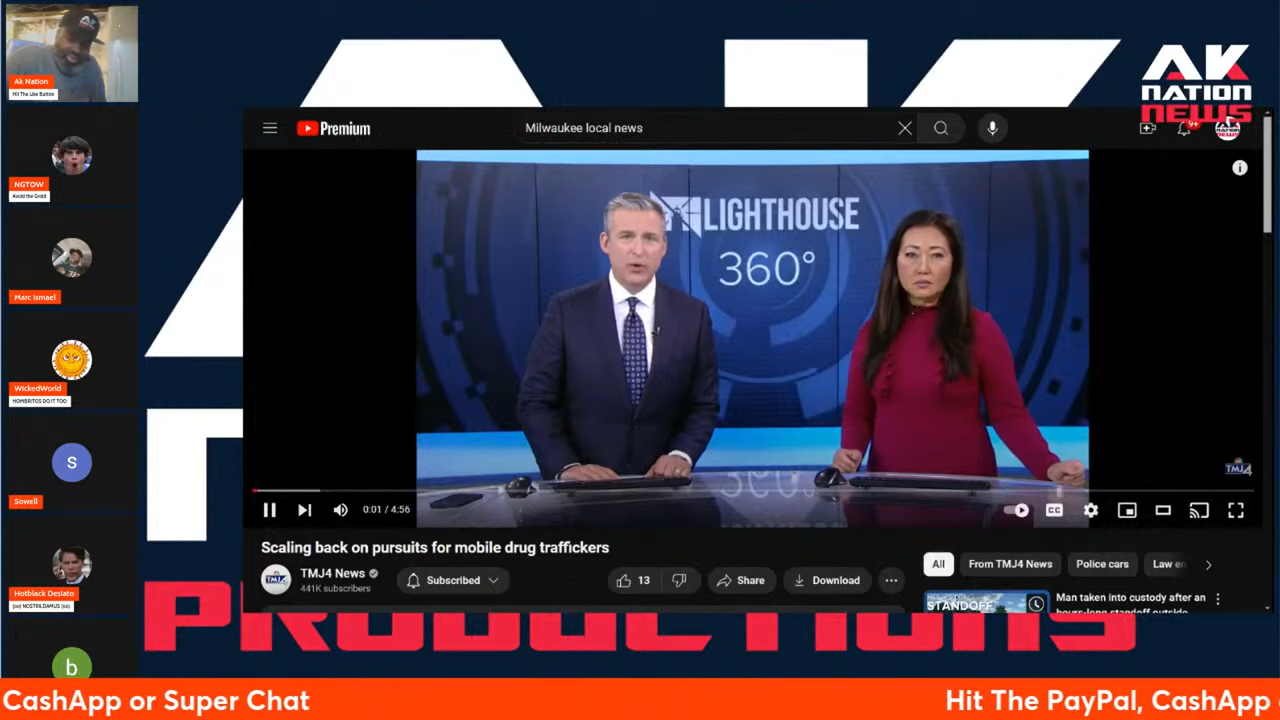 Ak Nation
Hit The Like Button
NGTOW
Avoid the Groid
Marc Ismael
WickedWorld
HOMBRITOS DO IT TOO
S
Sowell
Hotblack Desiato
(oo) NOSTRILDAMUS (oo)
b
AK
NATION
NEWS
Premium
Milwaukee local news
9+
LIGHTHOUSE
360°
TMJ4
0:01 / 4:56
CC
Scaling back on pursuits for mobile drug traffickers
TMJ4 News
441K subscribers
Subscribed
13
Share
Download
All
From TMJ4 News
Police cars
Law en
STANDOFF
Man taken into custody after an
hours-long standoff outside
PRODUCTIONS
CashApp or Super Chat
Hit The PayPal, CashApp